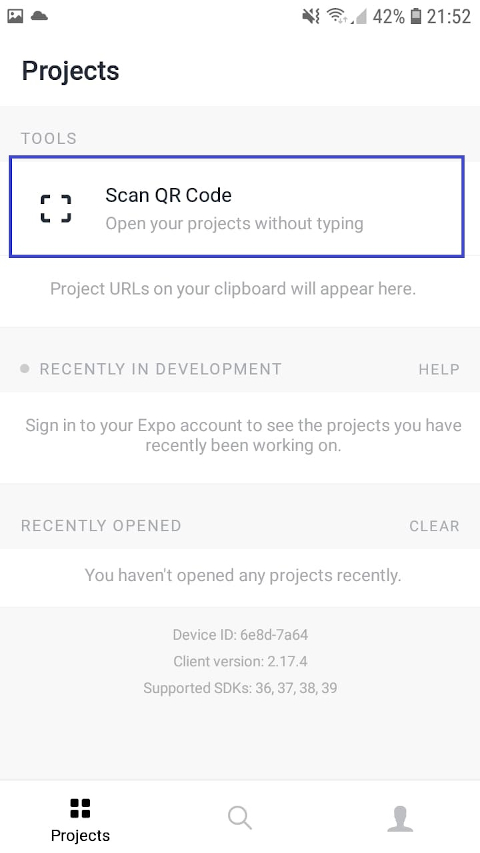 42% 21:52
Projects
TOOLS
Scan QR Code
Open your projects without typing
Project URLs on your clipboard will appear here.
RECENTLY IN DEVELOPMENT HELP
Sign in to your Expo account to see the projects you have
recently been working on.
RECENTLY OPENED CLEAR
You haven't opened any projects recently.
Device ID: 6e8d-7a64
Client version: 2.17.4
Supported SDKs: 36, 37, 38, 39
Projects